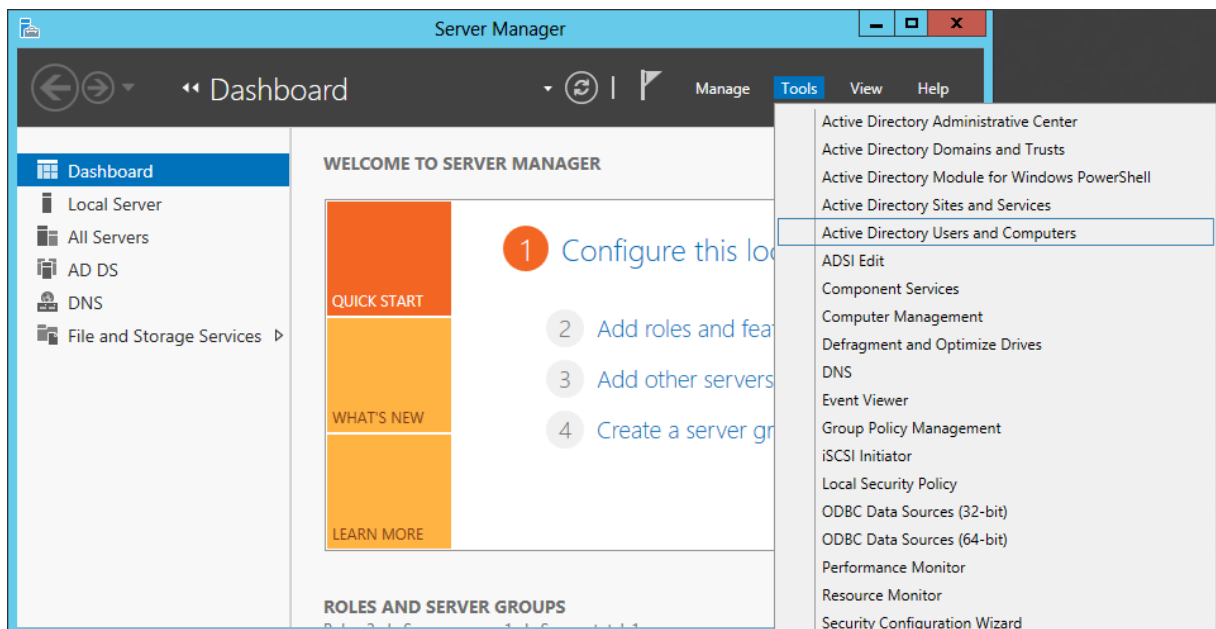 Server Manager
Dashboard
Manage Tools View Help
Dashboard
Local Server
All Servers
AD DS
DNS
File and Storage Services
WELCOME TO SERVER MANAGER
QUICK START
WHAT'S NEW
LEARN MORE
1 Configure this loc
2 Add roles and feat
3 Add other servers
4 Create a server gr
ROLES AND SERVER GROUPS
Active Directory Administrative Center
Active Directory Domains and Trusts
Active Directory Module for Windows PowerShell
Active Directory Sites and Services
Active Directory Users and Computers
ADSI Edit
Component Services
Computer Management
Defragment and Optimize Drives
DNS
Event Viewer
Group Policy Management
iSCSI Initiator
Local Security Policy
ODBC Data Sources (32-bit)
ODBC Data Sources (64-bit)
Performance Monitor
Resource Monitor
Security Configuration Wizard